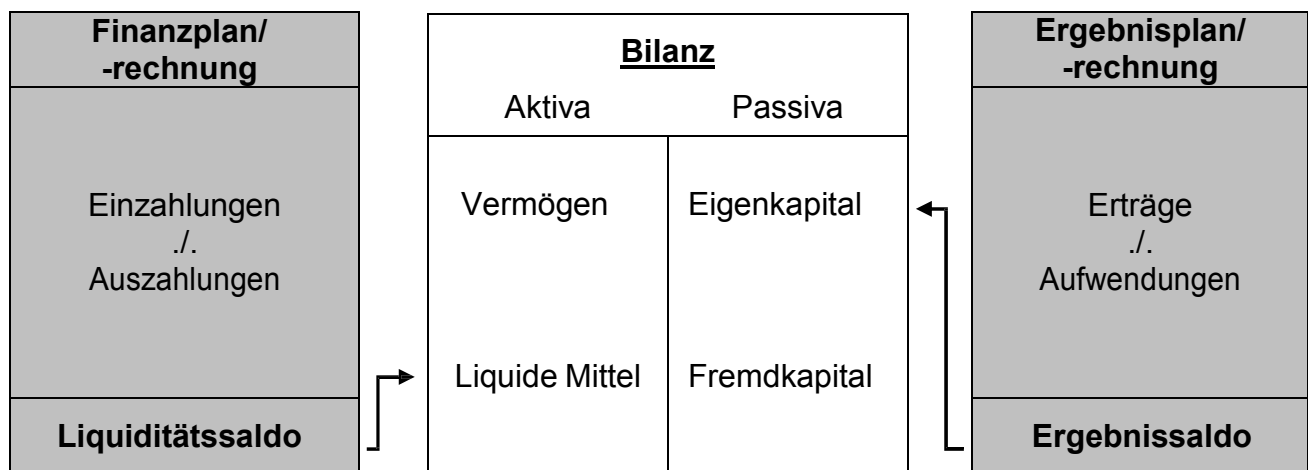 Finanzplan/
-rechnung
Einzahlungen
./.
Auszahlungen
Liquiditätssaldo
Bilanz
Aktiva Passiva
Vermögen Eigenkapital
Liquide Mittel Fremdkapital
Ergebnisplan/
-rechnung
Erträge
./.
Aufwendungen
Ergebnissaldo